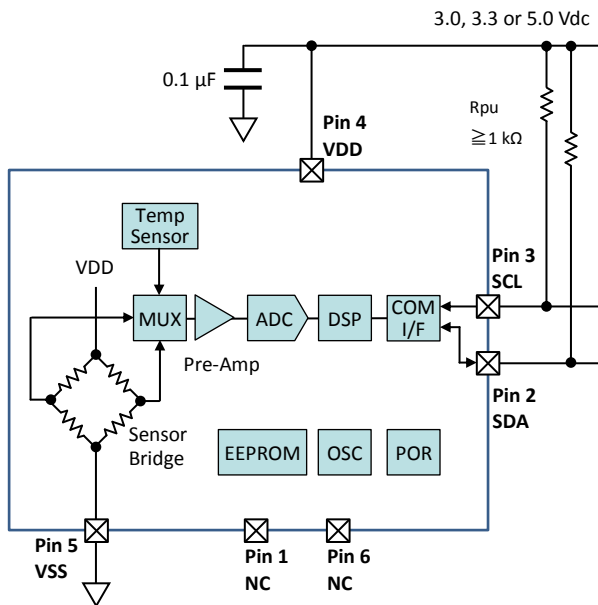 3.0, 3.3 or 5.0 Vdc
0.1 µF
Rpu
≧1 kΩ
Pin 4
VDD
Temp
Sensor
VDD
Pin 3
SCL
MUX
ADC
DSP
COM
I/F
Pre-Amp
Pin 2
SDA
Sensor
Bridge
EEPROM
OSC
POR
Pin 5
VSS
Pin 1
NC
Pin 6
NC